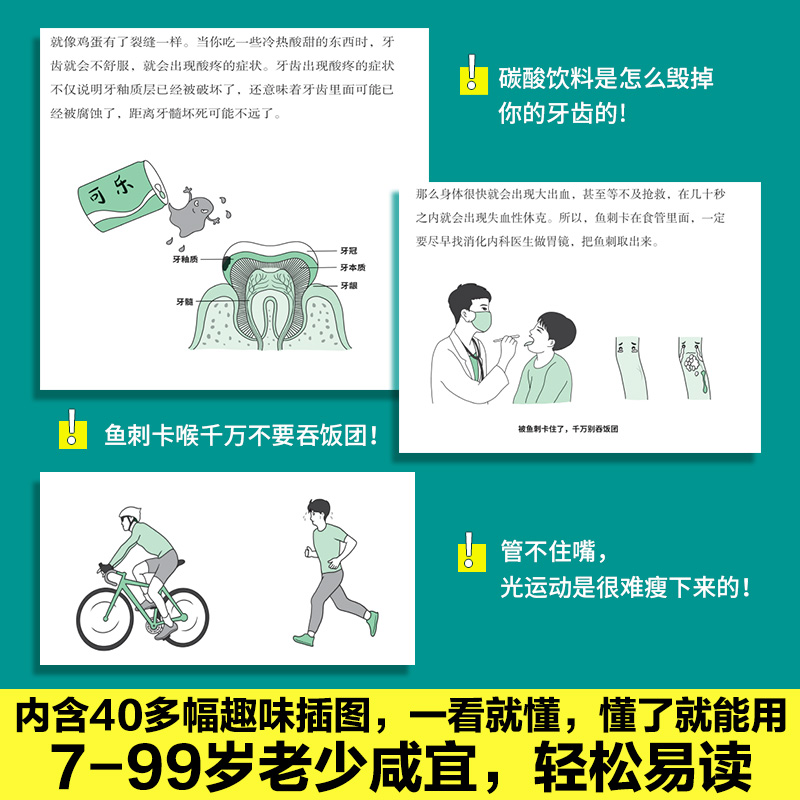 就像鸡蛋有了裂缝一样。当你吃一些冷热酸甜的东西时，牙
齿就会不舒服，就会出现酸疼的症状。牙齿出现酸疼的症状
不仅说明牙釉质层已经被破坏了，还意味着牙齿里面可能已
经被腐蚀了，距离牙髓坏死可能不远了。
可乐
牙釉质
牙冠
牙本质
牙龈
牙髓
碳酸饮料是怎么毁掉
你的牙齿的！
那么身体很快就会出现大出血，甚至等不及抢救，在几十秒
之内就会出现失血性休克。所以，鱼刺卡在食管里面，一定
要尽早找消化内科医生做胃镜，把鱼刺取出来。
被鱼刺卡住了，千万别吞饭团
鱼刺卡喉千万不要吞饭团！
管不住嘴，
光运动是很难瘦下来的！
内含40多幅趣味插图，一看就懂，懂了就能用
7-99岁老少咸宜，轻松易读